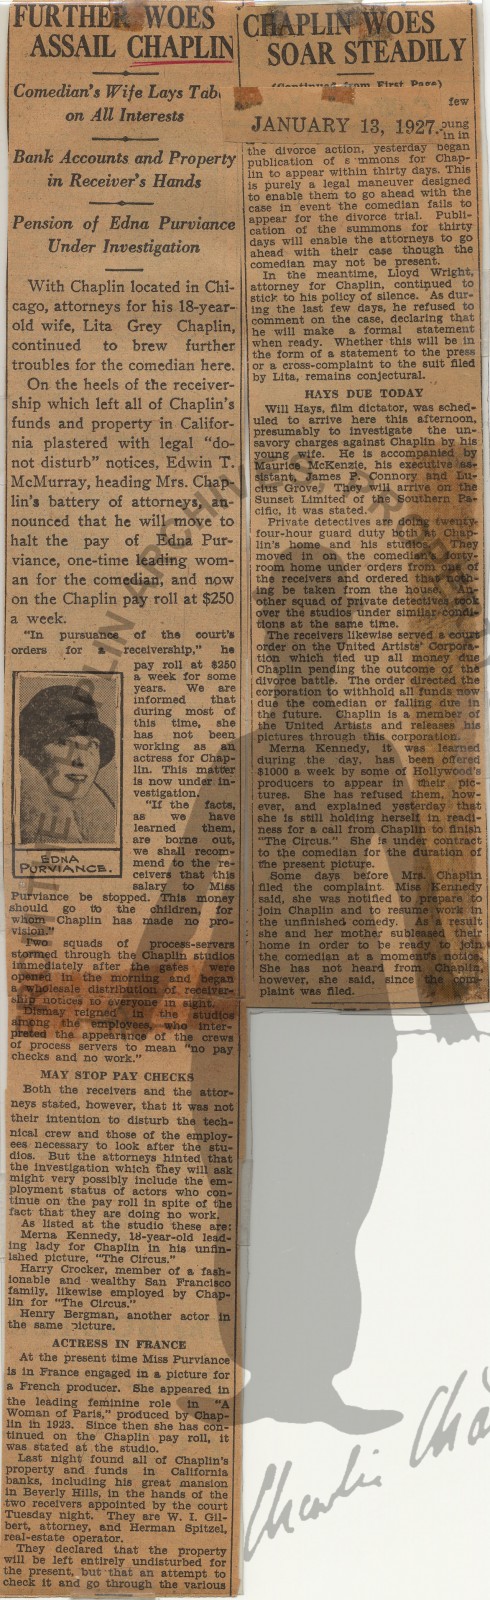 FURTHER WOES
ASSAIL CHAPLIN
Comedian's Wife Lays
on All Interests
Bank Accounts and Property
in Receiver's Hands
Pension of Edna Purviance
Under Investigation
With Chaplin located in Chi-
cago, attorneys for his 18-year-
old wife, Lita Grey Chaplin,
continued to brew further
troubles for the comedian here.
On the heels of the receiver-
ship which left all of Chaplin's
funds and property in Califor-
nia plastered with legal "do-
not disturb" notices, Edwin T.
McMurray, heading Mrs. Chap-
lin's battery of attorneys, an-
nounced that he will move to
halt the pay of Edna Pur-
viance, one-time leading wom-
an for the comedian, and now
on the Chaplin pay roll at $250
a week.
"In pursuance of the court's
orders for a receivership," he
pay roll at $250
a week for some
years. We are
informed that
during most of
this time, she
has not been
working as an
actress for Chap-
lin. This matter
is now under in-
vestigation.
"If the facts,
as we have
learned them,
are borne out,
we shall recom-
mend to the re-
ceivers that this
salary to Miss
EDNA
PURVIANCE.
Purviance be stopped. This money
should go to the children, for
whom Chaplin has made no pro-
vision."
Two squads of process-servers
stormed through the Chaplin studios
immediately after the gates were
opened in the morning and began
a wholesale distribution of receiver-
ship notices to everyone in sight.
Dismay reigned in the studios
among the employees, who inter-
preted the appearance of the crews
of process servers to mean "no pay
checks and no work."
MAY STOP PAY CHECKS
Both the receivers and the attor-
neys stated, however, that it was not
their intention to disturb the tech-
nical crew and those of the employ-
ees necessary to look after the stu-
dios. But the attorneys hinted that
the investigation which they will ask
might very possibly include the em-
ployment status of actors who con-
tinue on the pay roll in spite of the
fact that they are doing no work.
As listed at the studio these are:
Merna Kennedy, 18-year-old lead-
ing lady for Chaplin in his unfin-
ished picture, "The Circus."
Harry Crocker, member of a fash-
ionable and wealthy San Francisco
family, likewise employed by Chap-
lin for "The Circus."
Henry Bergman, another actor in
the same picture.
ACTRESS IN FRANCE
At the present time Miss Purviance
is in France engaged in a picture for
a French producer. She appeared in
the leading feminine role in "A
Woman of Paris," produced by Chap-
lin in 1923. Since then she has con-
tinued on the Chaplin pay roll, it
was stated at the studio.
Last night found all of Chaplin's
property and funds in California
banks, including his great mansion
in Beverly Hills, in the hands of the
two receivers appointed by the court
Tuesday night. They are W. I. Gil-
bert, attorney, and Herman Spitzel,
real-estate operator.
They declared that the property
will be left entirely undisturbed for
the present, but that an attempt to
check it and go through the various
CHAPLIN WOES
SOAR STEADILY
(Continued from First Page)
few
JANUARY 13, 1927.
the divorce action, yesterday began
publication of summons for Chap-
lin to appear within thirty days. This
is purely a legal maneuver designed
to enable them to go ahead with the
case in event the comedian fails to
appear for the divorce trial. Publi-
cation of the summons for thirty
days will enable the attorneys to go
ahead with their case though the
comedian may not be present.
In the meantime, Lloyd Wright,
attorney for Chaplin, continued to
stick to his policy of silence. As dur-
ing the last few days, he refused to
comment on the case, declaring that
he will make a formal statement
when ready. Whether this will be in
the form of a statement to the press
or a cross-complaint to the suit filed
by Lita, remains conjectural.
HAYS DUE TODAY
Will Hays, film dictator, was sched-
uled to arrive here this afternoon,
presumably to investigate the un-
savory charges against Chaplin by his
young wife. He is accompanied by
Maurice McKenzie, his executive as-
sistant, James P. Connory and Lu-
cius Grove. They will arrive on the
Sunset Limited of the Southern Pa-
cific, it was stated.
Private detectives are doing twenty-
four-hour guard duty both at Chap-
lin's home and his studios. They
moved in on the comedian's forty-
room home under orders from one of
the receivers and ordered that noth-
ing be taken from the house. An-
other squad of private detectives took
over the studios under similar condi-
tions at the same time.
The receivers likewise served a court
order on the United Artists' Corpora-
tion which tied up all money due
Chaplin pending the outcome of the
divorce battle. The order directed the
corporation to withhold all funds now
due the comedian or falling due in
the future. Chaplin is a member of
the United Artists and releases his
pictures through this corporation.
Merna Kennedy, it was learned
during the day, has been offered
$1000 a week by some of Hollywood's
producers to appear in their pic-
tures. She has refused them, how-
ever, and explained yesterday that
she is still holding herself in readi-
ness for a call from Chaplin to finish
"The Circus." She is under contract
to the comedian for the duration of
the present picture.
Some days before Mrs. Chaplin
filed the complaint, Miss Kennedy
said, she was notified to prepare to
join Chaplin and to resume work in
the unfinished comedy. As a result
she and her mother subleased their
home in order to be ready to join
the comedian at a moment's notice.
She has not heard from Chaplin,
however, she said, since the com-
plaint was filed.
Charlie